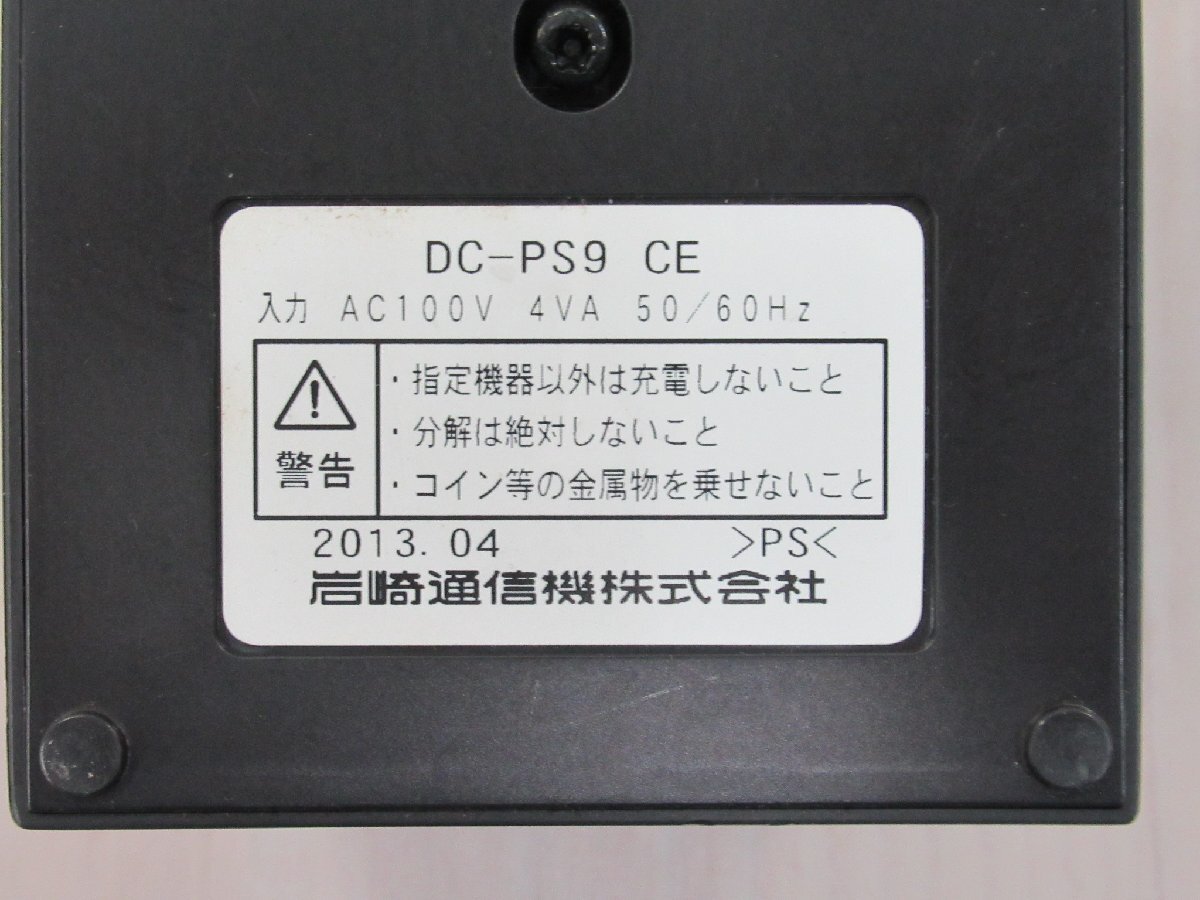 DC-PS9 CE
入力 AC100V 4VA 50/60Hz
・指定機器以外は充電しないこと
・分解は絶対しないこと
警告
・コイン等の金属物を乗せないこと
2013.04 >PS<
岩崎通信機株式会社